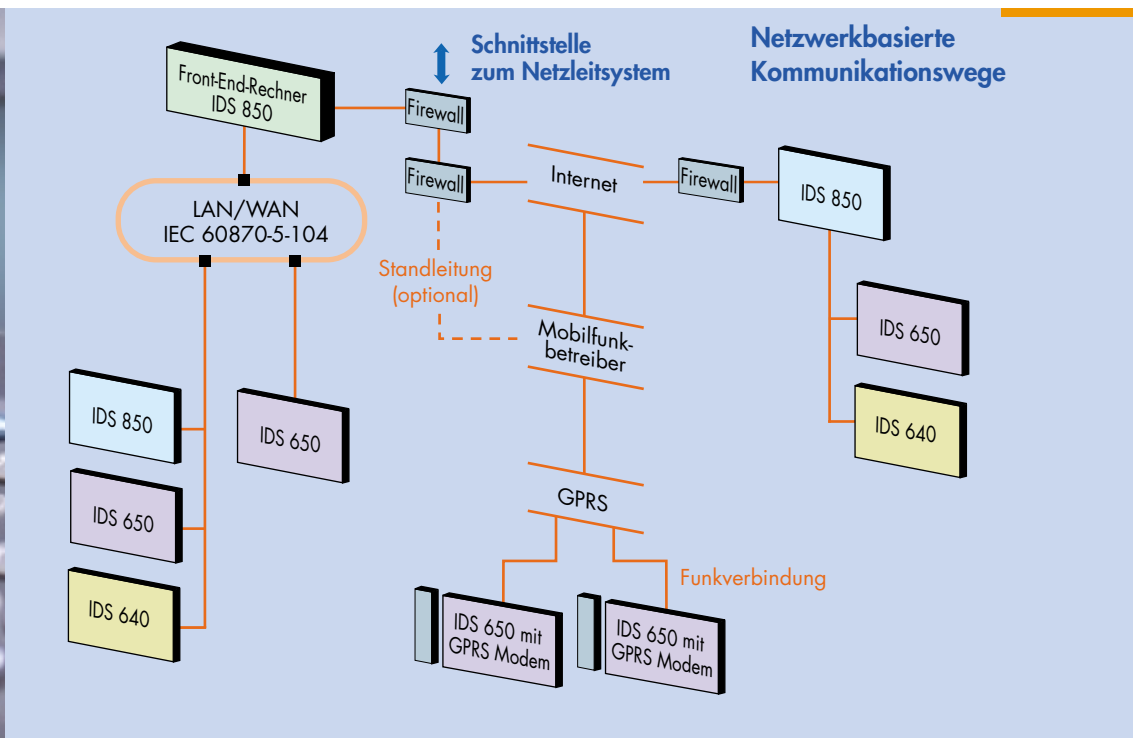 Netzwerkbasierte
Kommunikationswege
Schnittstelle
zum Netzleitsystem
Front-End-Rechner
IDS 850
Firewall
Firewall
Internet
Firewall
IDS 850
LAN/WAN
IEC 60870-5-104
Standleitung
(optional)
Mobilfunk-
betreiber
IDS 650
IDS 640
IDS 850
IDS 650
IDS 650
IDS 640
GPRS
Funkverbindung
IDS 650 mit
GPRS Modem
IDS 650 mit
GPRS Modem